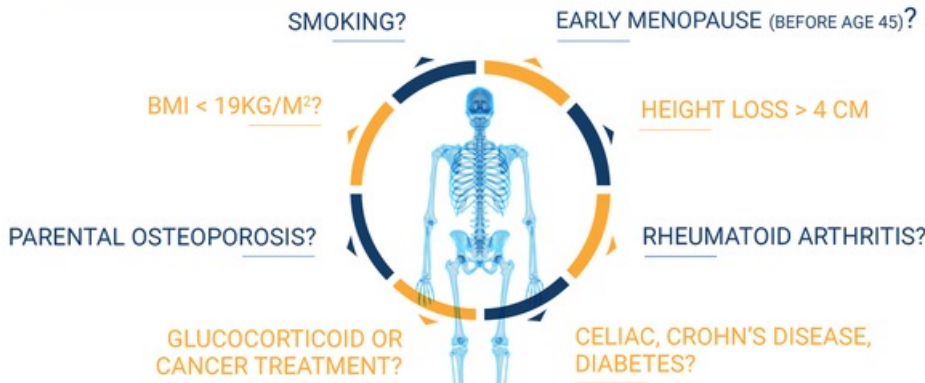 SMOKING?
EARLY MENOPAUSE (BEFORE AGE 45)?
BMI < 19KG/M²?
HEIGHT LOSS > 4 CM
PARENTAL OSTEOPOROSIS?
RHEUMATOID ARTHRITIS?
GLUCOCORTICOID OR
CANCER TREATMENT?
CELIAC, CROHN'S DISEASE,
DIABETES?